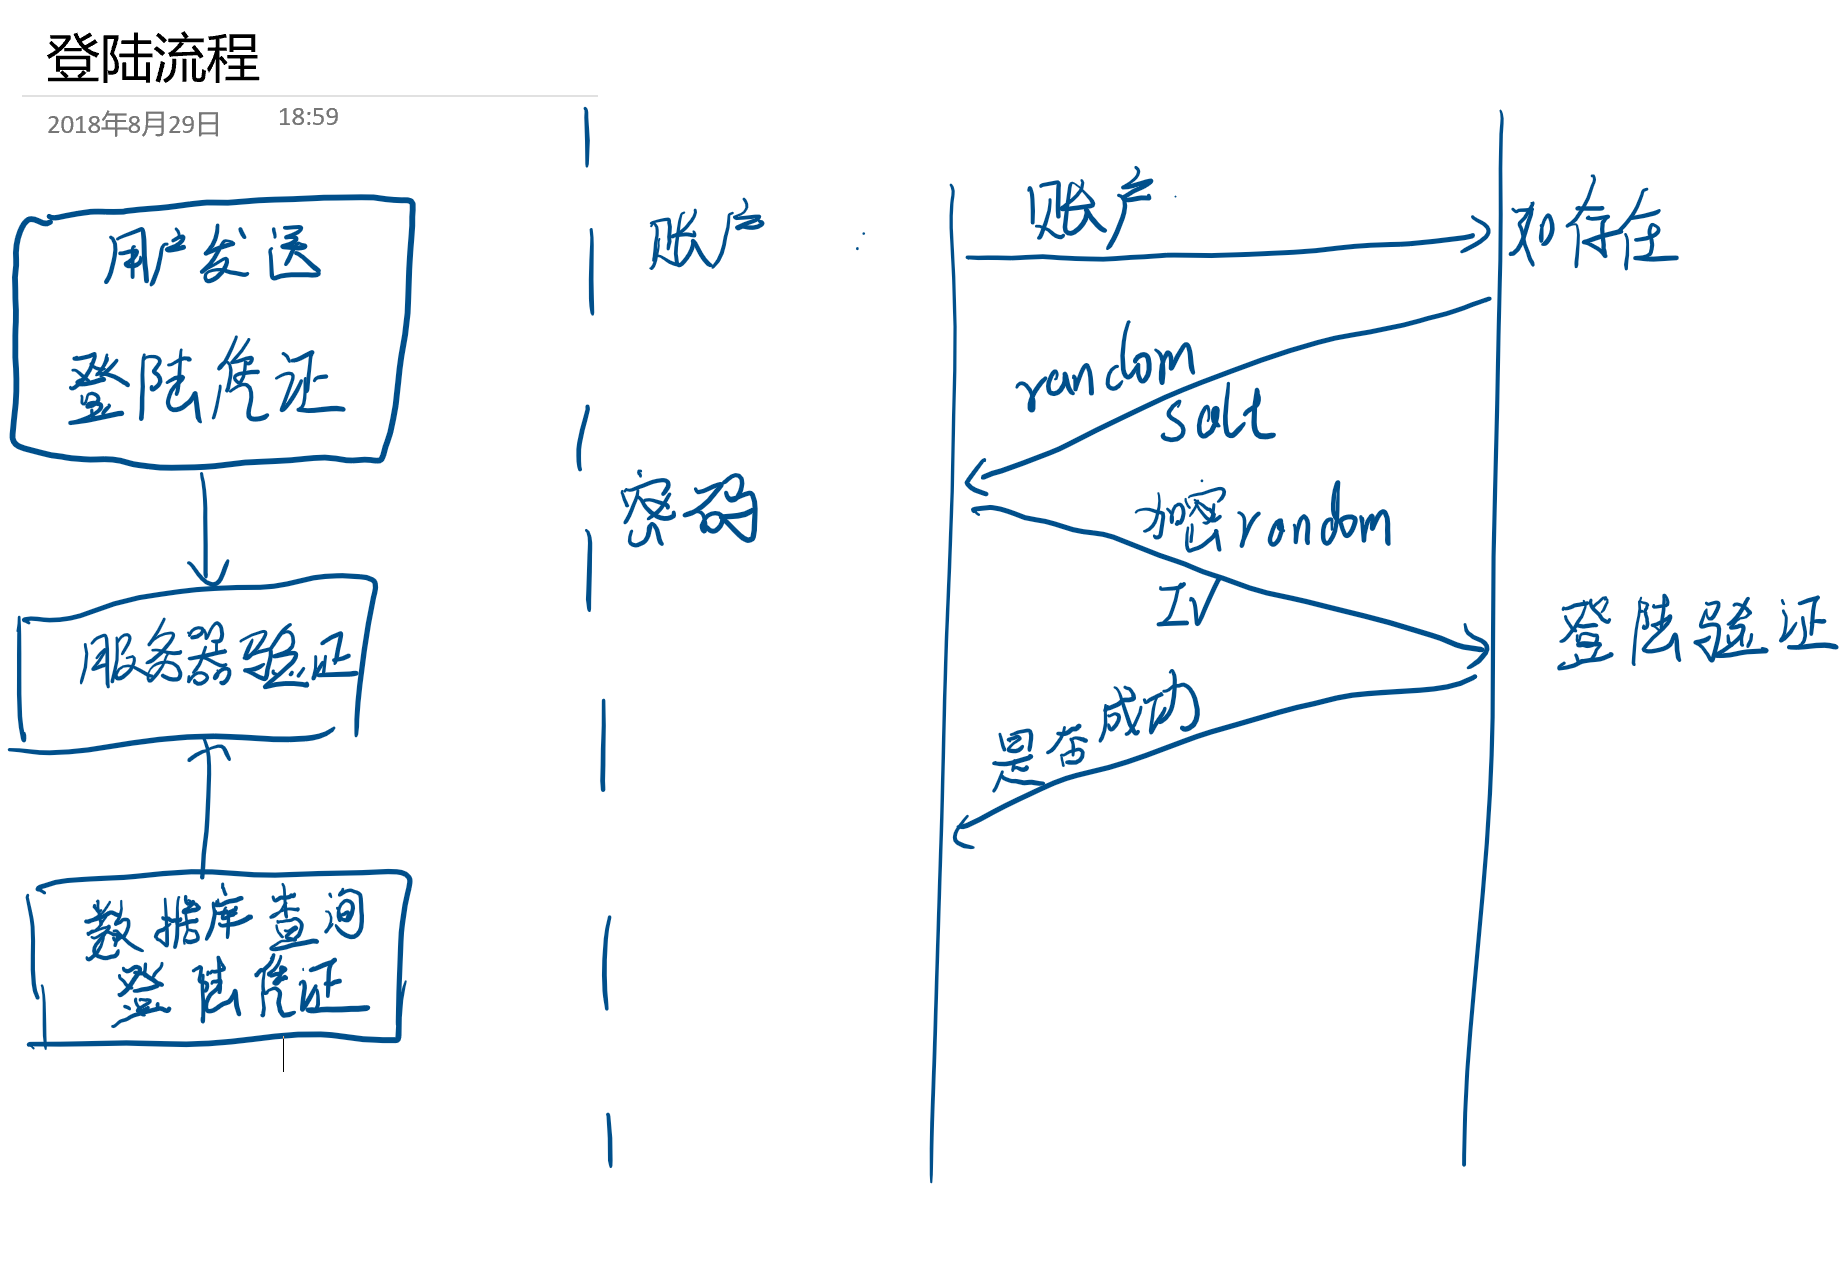 登陆流程
2018年8月29日 18:59
用户发送
登陆凭证
服务器验证
数据库查询
登陆凭证
账户
密码
账户
存在
random
salt
加密random
IV
登陆验证
是否成功